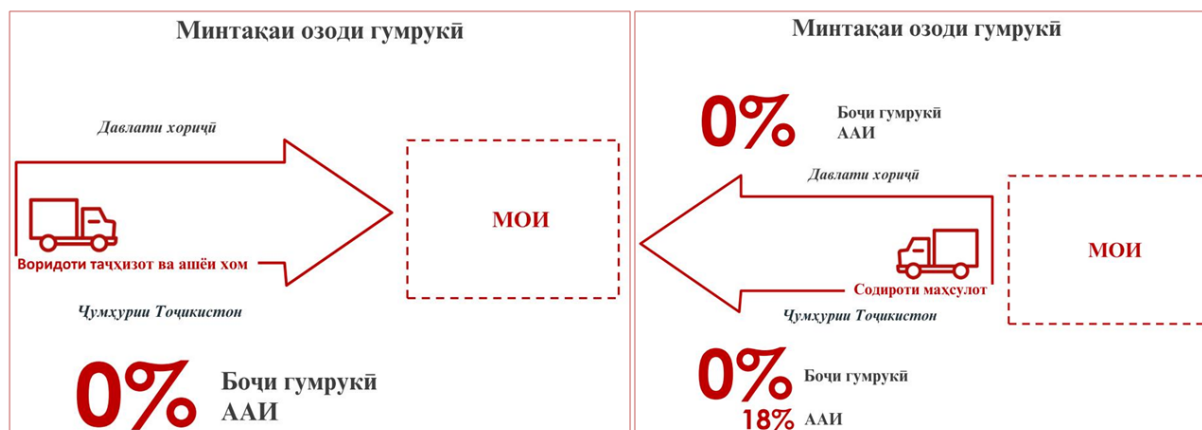 Минтақаи озоди гумрукӣ
Давлати хориҷӣ
МОИ
Воридоти таҷҳизот ва ашёи хом
Ҷумҳурии Тоҷикистон
0%
Боҷи гумрукӣ
ААИ
Минтақаи озоди гумрукӣ
0%
Боҷи гумрукӣ
ААИ
Давлати хориҷӣ
МОИ
Содироти маҳсулот
Ҷумҳурии Тоҷикистон
0%
Боҷи гумрукӣ
18% ААИ